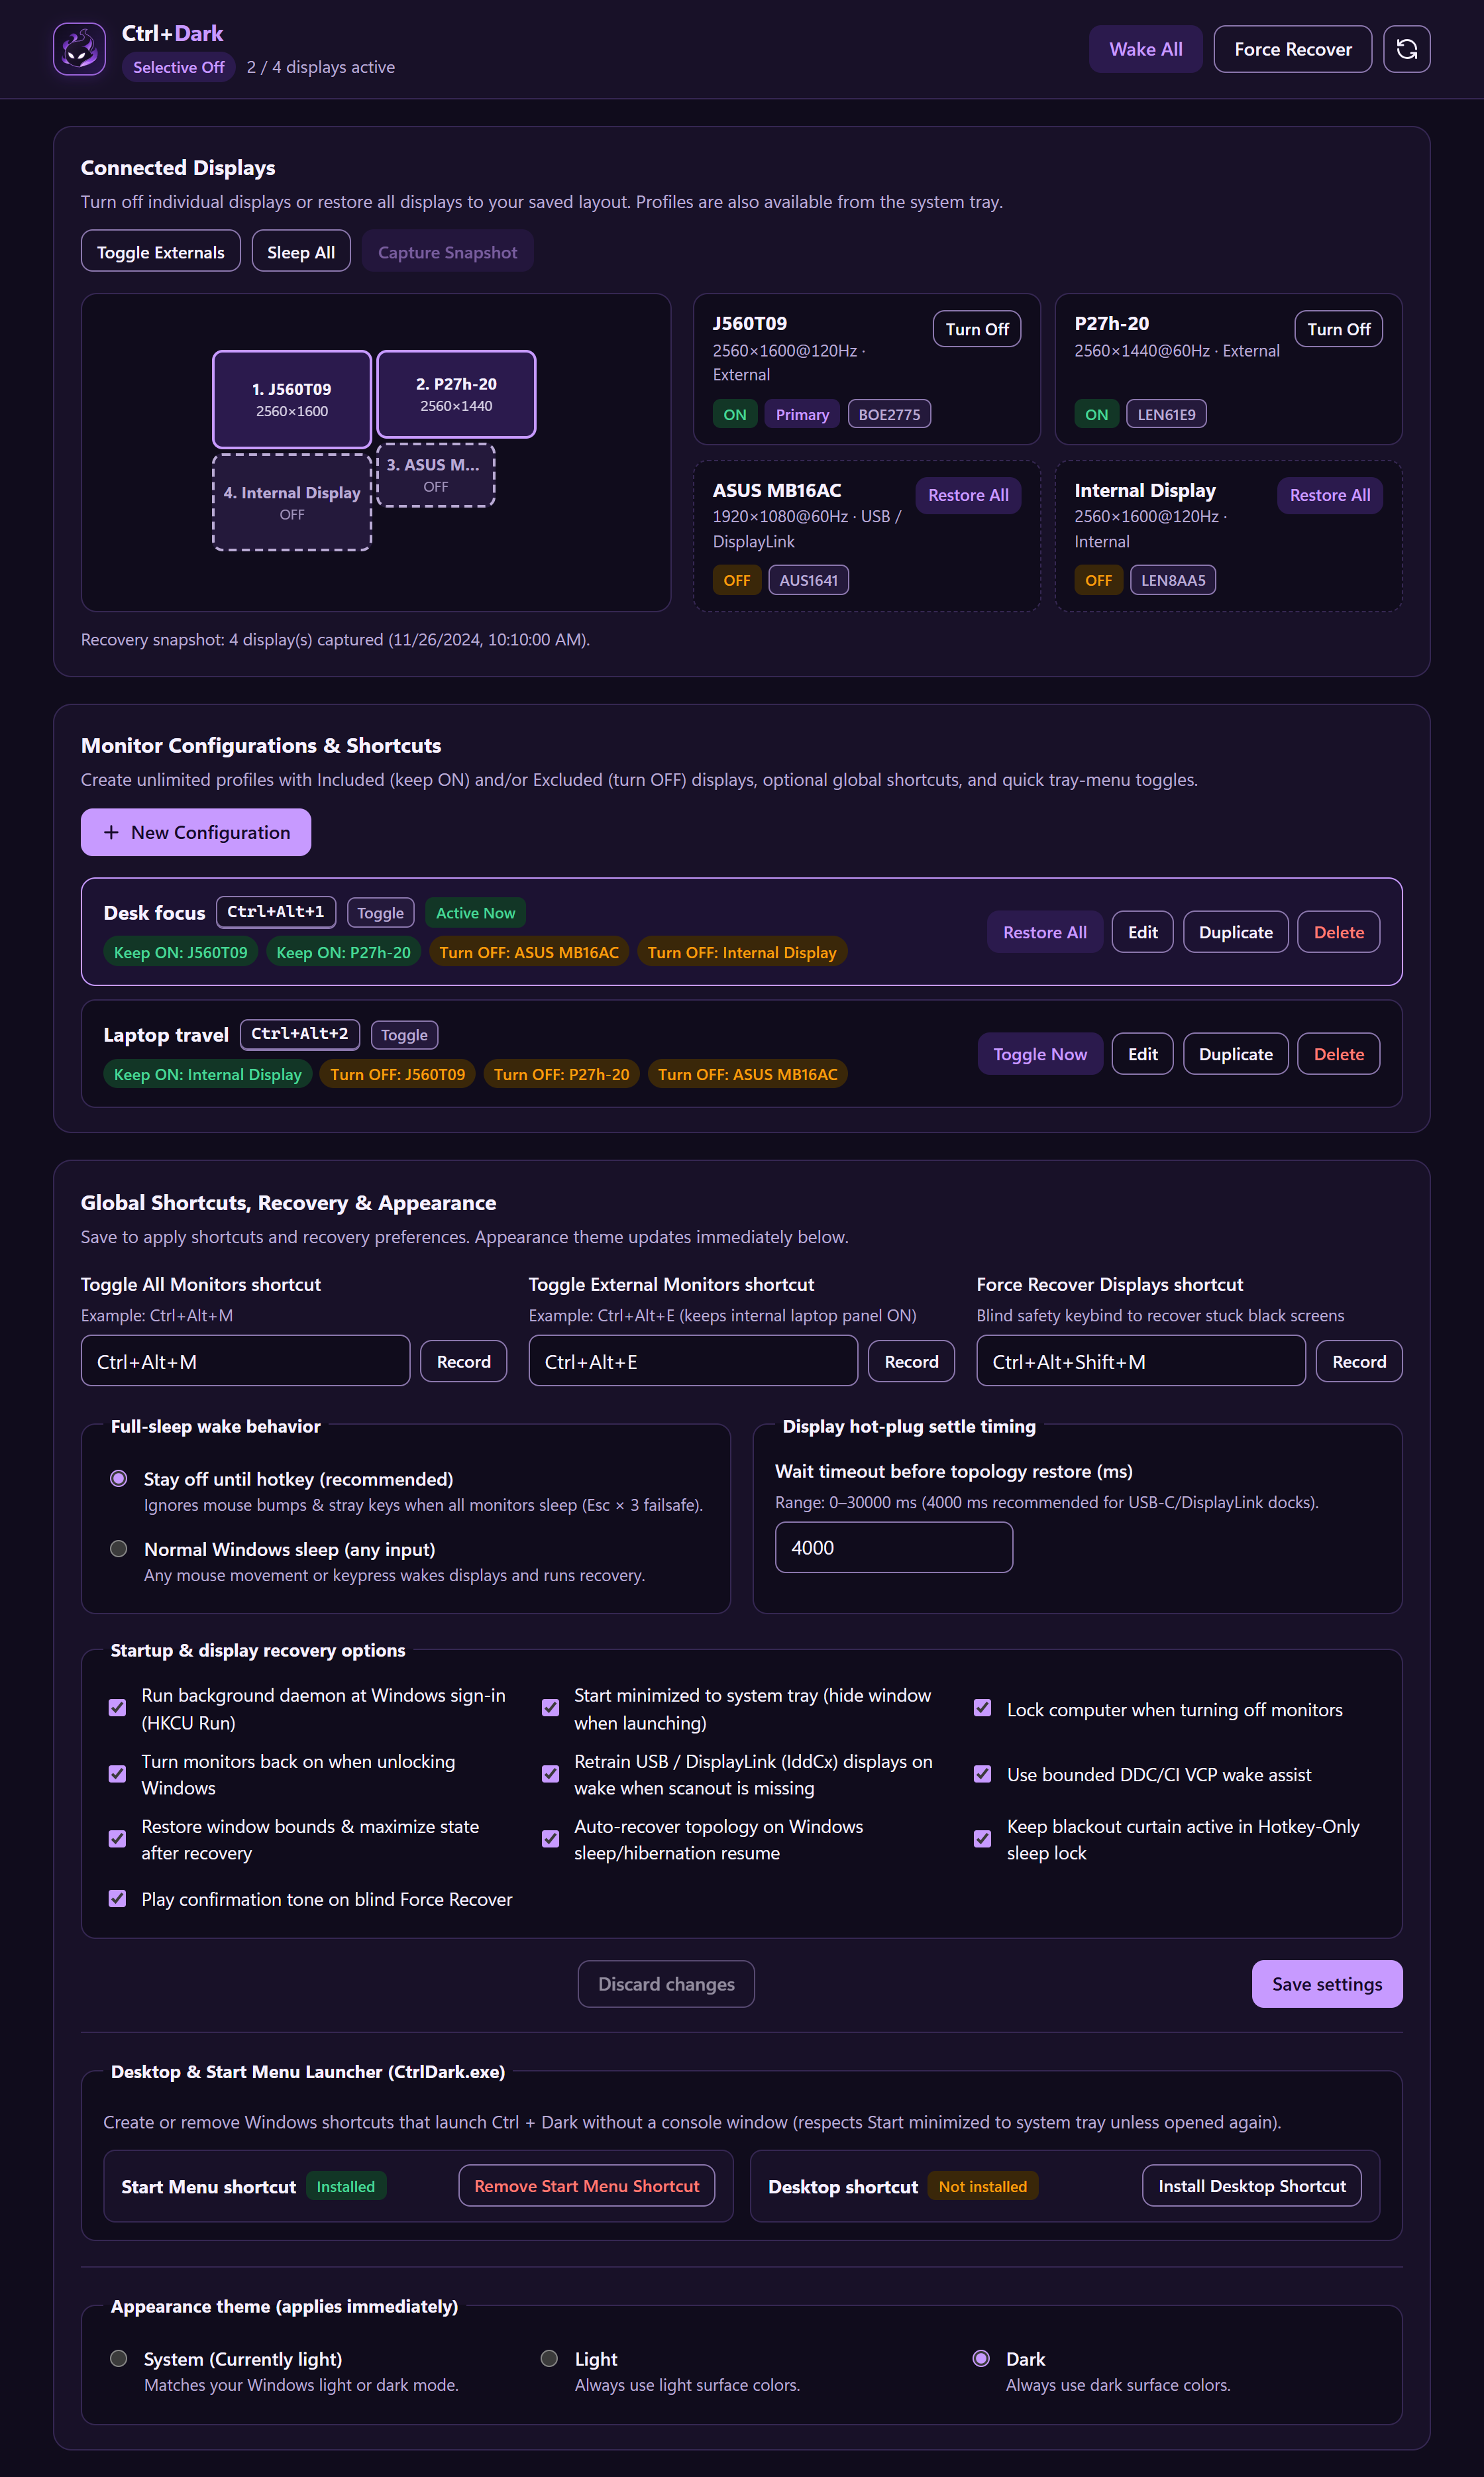 Ctrl+Dark
Selective Off 2 / 4 displays active
Wake All
Force Recover
Connected Displays
Turn off individual displays or restore all displays to your saved layout. Profiles are also available from the system tray.
Toggle Externals
Sleep All
Capture Snapshot
1. J560T09
2560×1600
2. P27h-20
2560×1440
3. ASUS M...
OFF
4. Internal Display
OFF
J560T09
Turn Off
2560×1600@120Hz ·
External
ON Primary BOE2775
P27h-20
Turn Off
2560×1440@60Hz · External
ON LEN61E9
ASUS MB16AC
Restore All
1920×1080@60Hz · USB /
DisplayLink
OFF AUS1641
Internal Display
Restore All
2560×1600@120Hz ·
Internal
OFF LEN8AA5
Recovery snapshot: 4 display(s) captured (11/26/2024, 10:10:00 AM).
Monitor Configurations & Shortcuts
Create unlimited profiles with Included (keep ON) and/or Excluded (turn OFF) displays, optional global shortcuts, and quick tray-menu toggles.
+ New Configuration
Desk focus Ctrl+Alt+1 Toggle Active Now
Keep ON: J560T09 Keep ON: P27h-20 Turn OFF: ASUS MB16AC Turn OFF: Internal Display
Restore All Edit Duplicate Delete
Laptop travel Ctrl+Alt+2 Toggle
Keep ON: Internal Display Turn OFF: J560T09 Turn OFF: P27h-20 Turn OFF: ASUS MB16AC
Toggle Now Edit Duplicate Delete
Global Shortcuts, Recovery & Appearance
Save to apply shortcuts and recovery preferences. Appearance theme updates immediately below.
Toggle All Monitors shortcut
Example: Ctrl+Alt+M
Ctrl+Alt+M Record
Toggle External Monitors shortcut
Example: Ctrl+Alt+E (keeps internal laptop panel ON)
Ctrl+Alt+E Record
Force Recover Displays shortcut
Blind safety keybind to recover stuck black screens
Ctrl+Alt+Shift+M Record
Full-sleep wake behavior
Stay off until hotkey (recommended)
Ignores mouse bumps & stray keys when all monitors sleep (Esc × 3 failsafe).
Normal Windows sleep (any input)
Any mouse movement or keypress wakes displays and runs recovery.
Display hot-plug settle timing
Wait timeout before topology restore (ms)
Range: 0–30000 ms (4000 ms recommended for USB-C/DisplayLink docks).
4000
Startup & display recovery options
Run background daemon at Windows sign-in
(HKCU Run)
Start minimized to system tray (hide window
when launching)
Lock computer when turning off monitors
Turn monitors back on when unlocking
Windows
Retrain USB / DisplayLink (IddCx) displays on
wake when scanout is missing
Use bounded DDC/CI VCP wake assist
Restore window bounds & maximize state
after recovery
Auto-recover topology on Windows
sleep/hibernation resume
Keep blackout curtain active in Hotkey-Only
sleep lock
Play confirmation tone on blind Force Recover
Discard changes
Save settings
Desktop & Start Menu Launcher (CtrlDark.exe)
Create or remove Windows shortcuts that launch Ctrl + Dark without a console window (respects Start minimized to system tray unless opened again).
Start Menu shortcut Installed Remove Start Menu Shortcut
Desktop shortcut Not installed Install Desktop Shortcut
Appearance theme (applies immediately)
System (Currently light)
Matches your Windows light or dark mode.
Light
Always use light surface colors.
Dark
Always use dark surface colors.